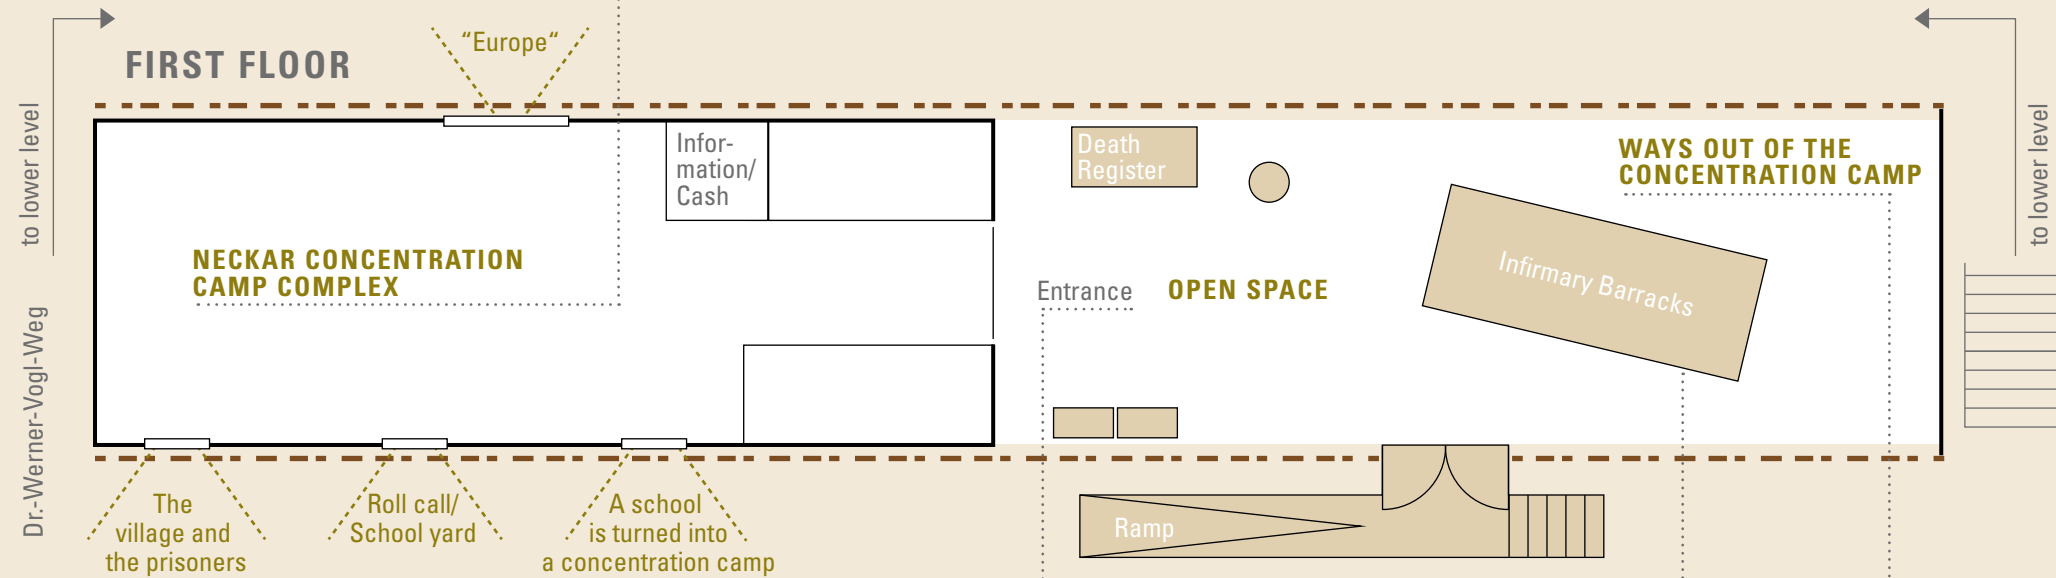 FIRST FLOOR
“Europe“
to lower level
Dr.-Werner-Vogl-Weg
Infor-
mation/
Cash
NECKAR CONCENTRATION
CAMP COMPLEX
The
village and
the prisoners
Roll call/
School yard
A school
is turned into
a concentration camp
Death
Register
Entrance
OPEN SPACE
Infirmary Barracks
WAYS OUT OF THE
CONCENTRATION CAMP
Ramp
to lower level